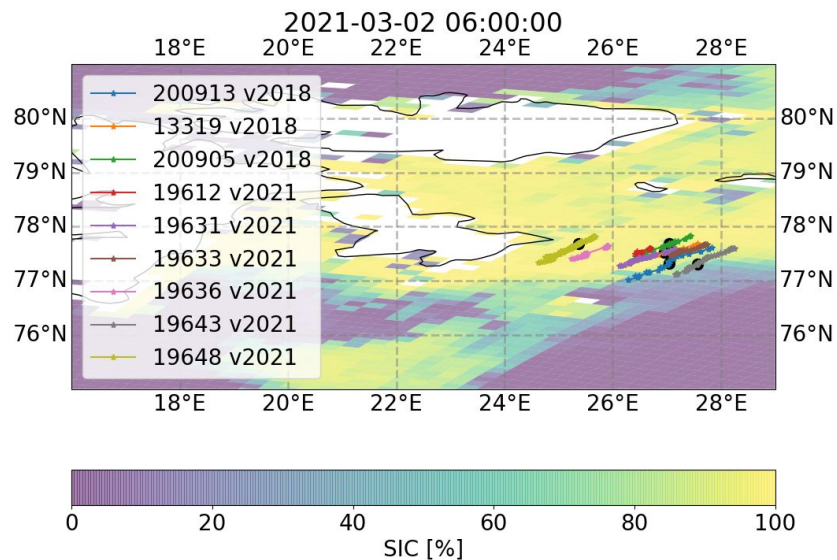 2021-03-02 06:00:00
18°E 20°E 22°E 24°E 26°E 28°E
200913 v2018
80°N 80°N
13319 v2018
200905 v2018
79°N 79°N
19612 v2021
19631 v2021
78°N 78°N
19633 v2021
77°N 77°N
19636 v2021
19643 v2021
76°N 76°N
19648 v2021
18°E 20°E 22°E 24°E 26°E 28°E
0 20 40 60 80 100
SIC [%]